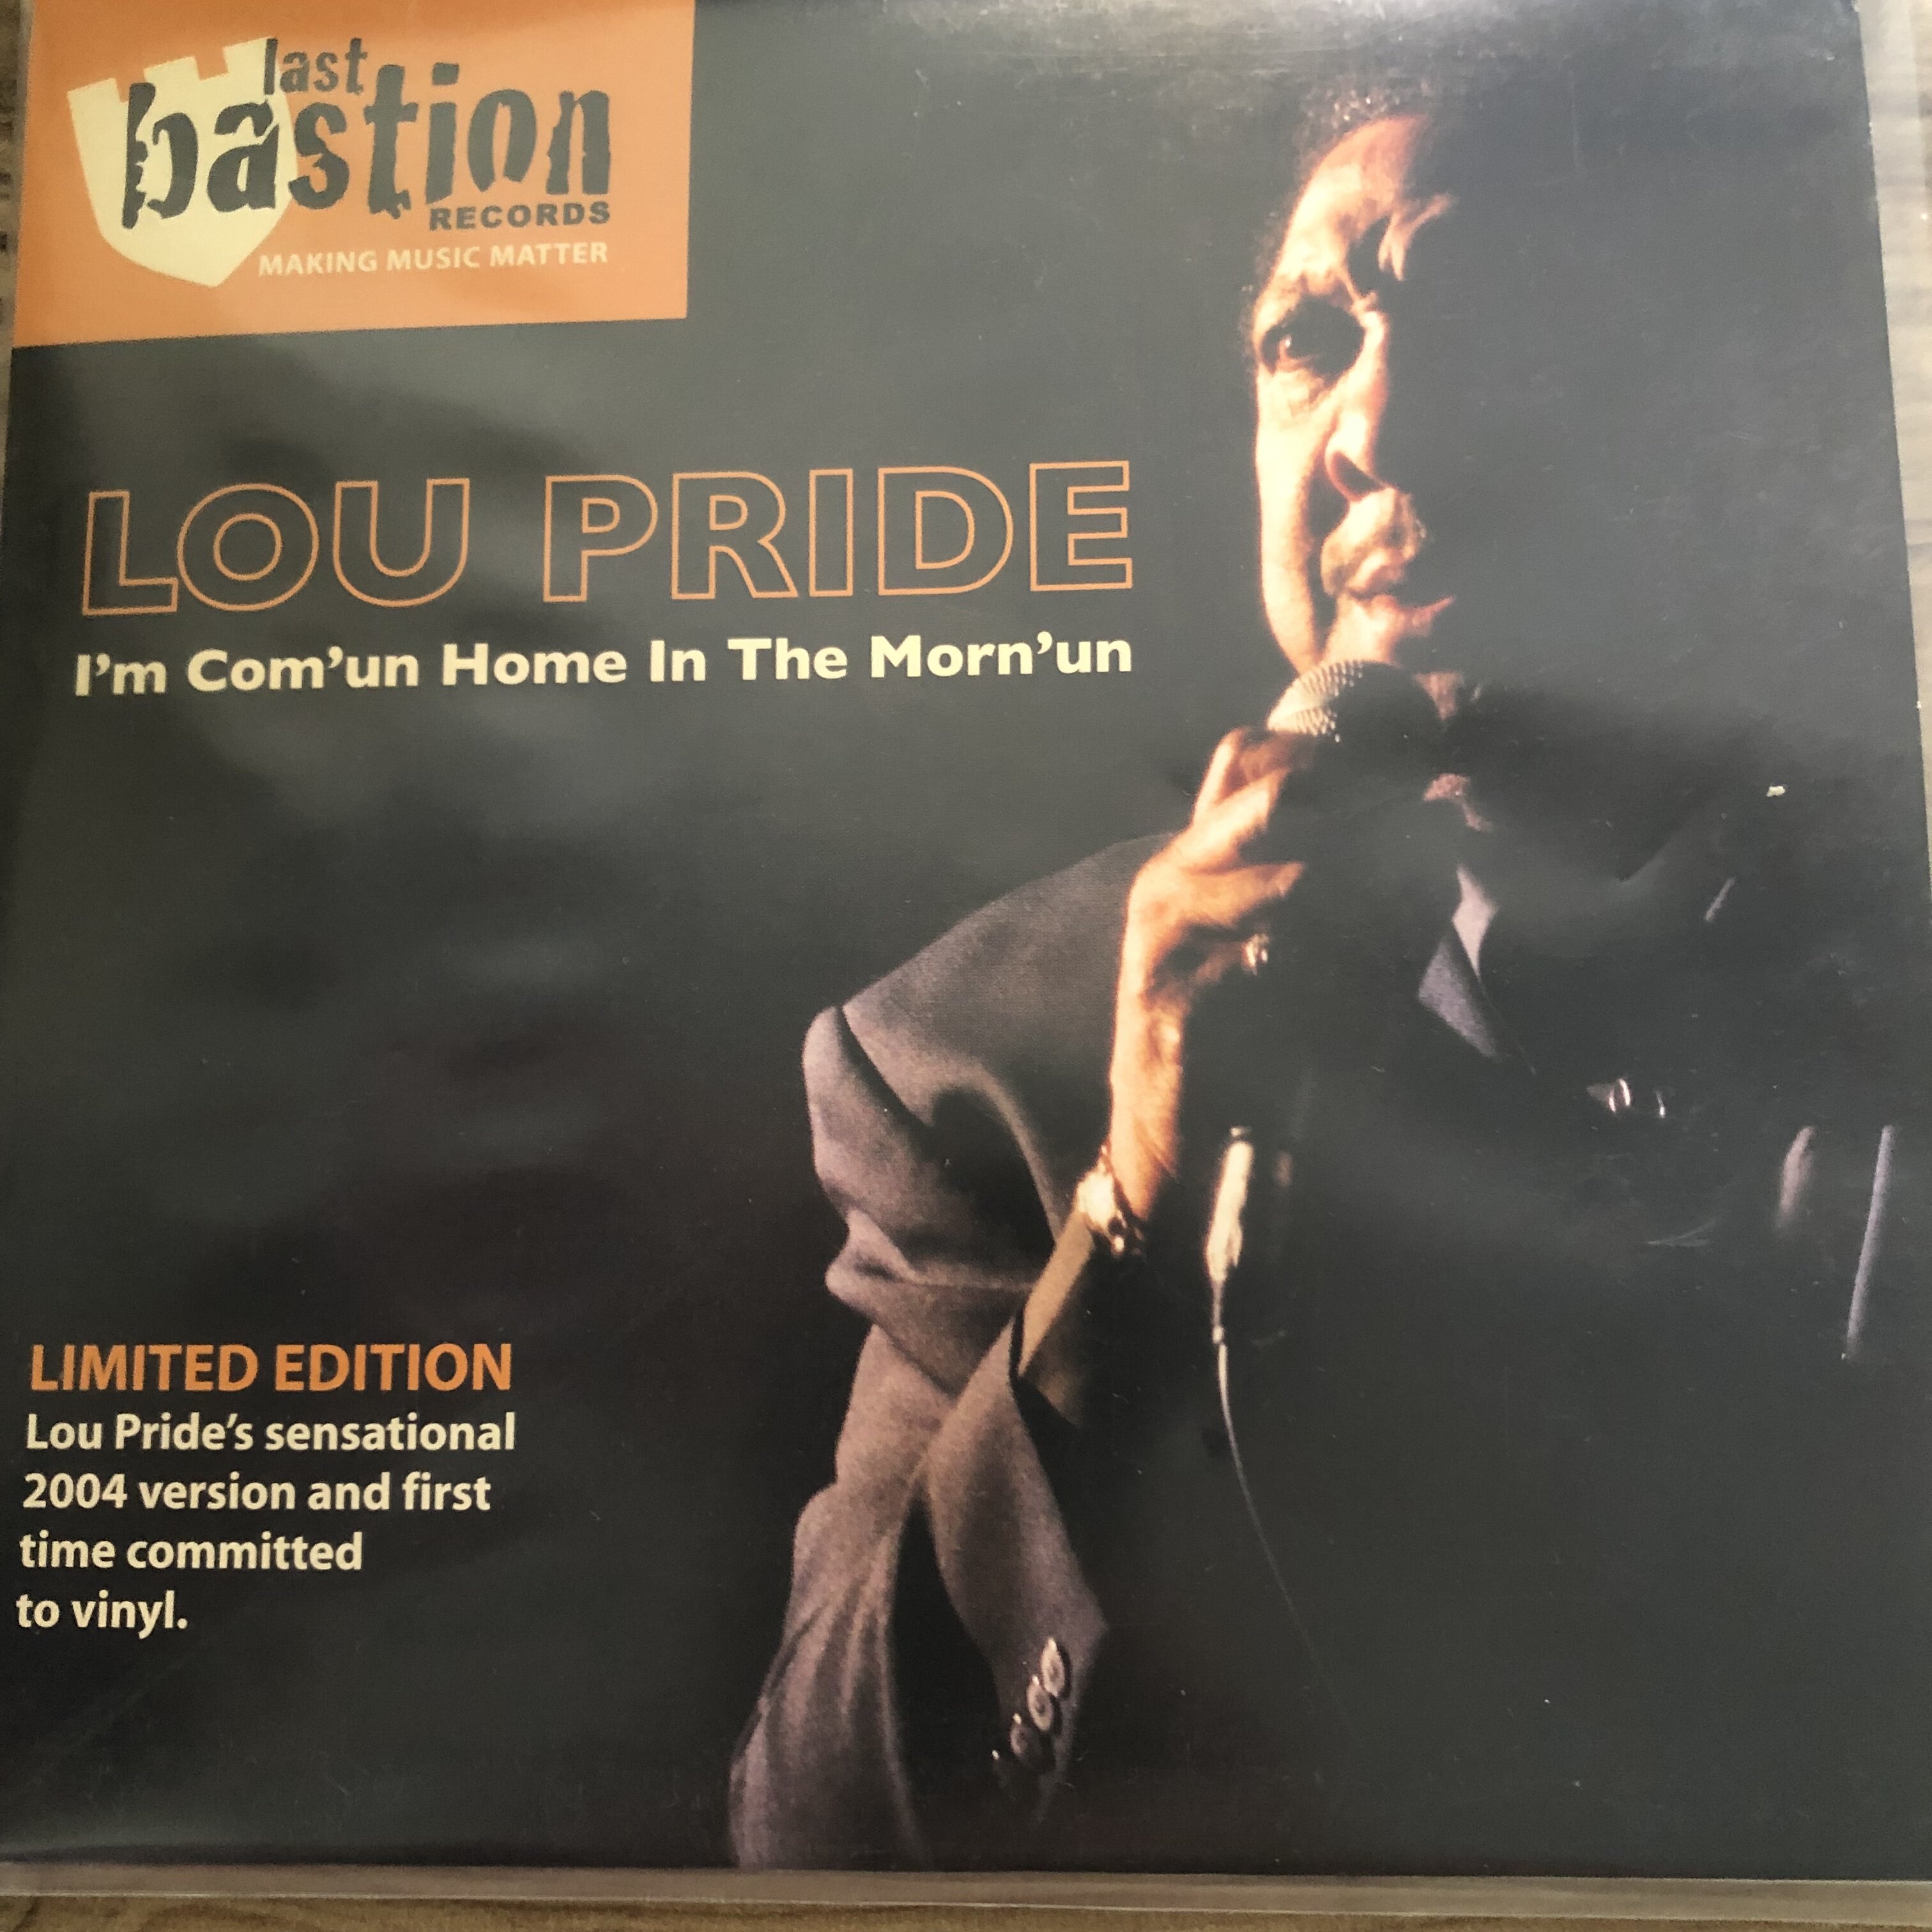 last
bastion
RECORDS
MAKING MUSIC MATTER
LOU PRIDE
I'm Com'un Home In The Morn'un
LIMITED EDITION
Lou Pride's sensational
2004 version and first
time committed
to vinyl.